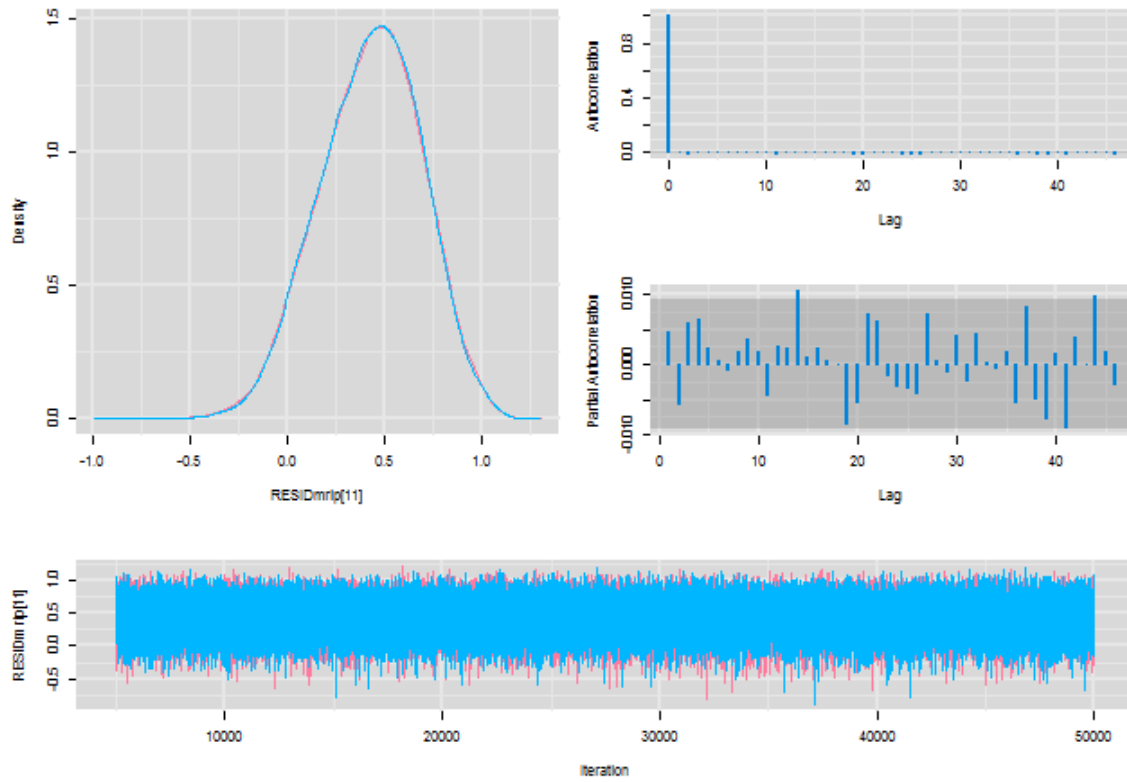 1.5
1.0
0.5
0.0
Density
-1.0 -0.5 0.0 0.5 1.0
RESIDmrip[11]
0.8
0.4
0.0
Autocorrelation
0 10 20 30 40
Lag
0.010
0.000
-0.010
Partial Autocorrelation
0 10 20 30 40
Lag
1.0
0.5
0.0
-0.5
RESIDmrip[11]
10000 20000 30000 40000 50000
Iteration